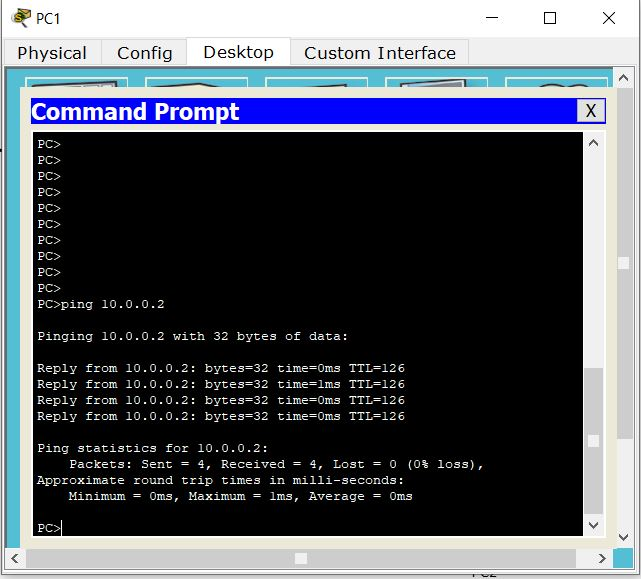 PC1
Physical Config Desktop Custom Interface
Command Prompt X
PC>
PC>
PC>
PC>
PC>
PC>
PC>
PC>
PC>
PC>
PC>ping 10.0.0.2
Pinging 10.0.0.2 with 32 bytes of data:
Reply from 10.0.0.2: bytes=32 time=0ms TTL=126
Reply from 10.0.0.2: bytes=32 time=1ms TTL=126
Reply from 10.0.0.2: bytes=32 time=0ms TTL=126
Reply from 10.0.0.2: bytes=32 time=0ms TTL=126
Ping statistics for 10.0.0.2:
Packets: Sent = 4, Received = 4, Lost = 0 (0% loss),
Approximate round trip times in milli-seconds:
Minimum = 0ms, Maximum = 1ms, Average = 0ms
PC>